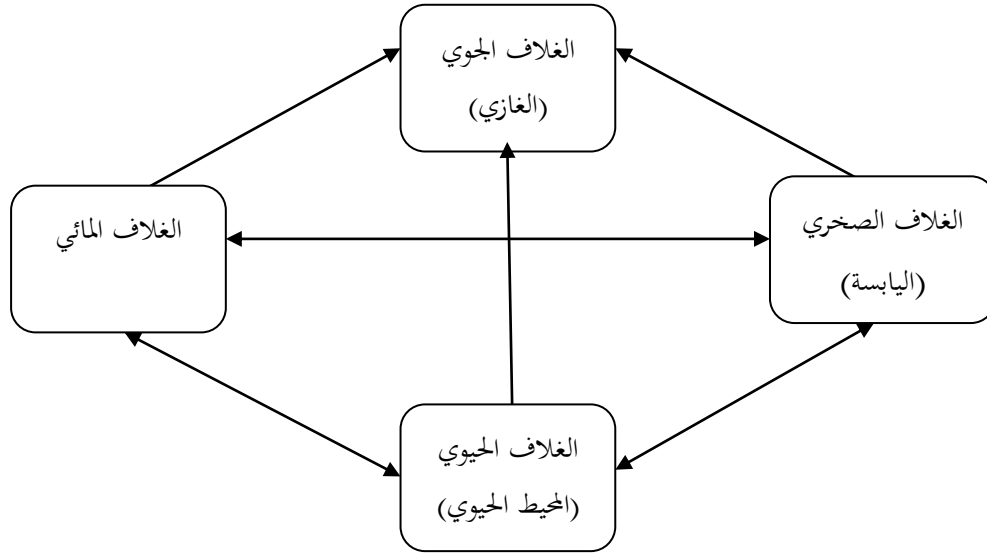 الغلاف الجوي
(الغازي)
الغلاف الصخري
(اليابسة)
الغلاف المائي
الغلاف الحيوي
(المحيط الحيوي)